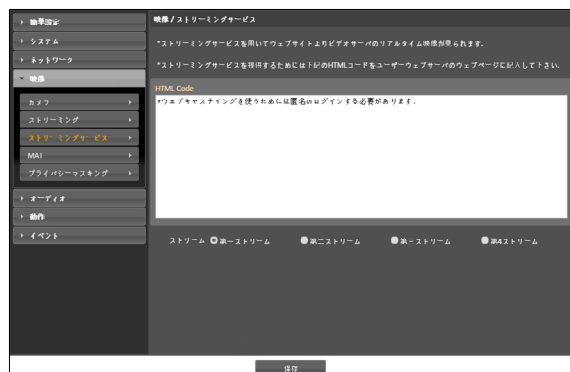 簡単設定
システム
ネットワーク
映像
カメラ
ストリーミング
ストリーミングサービス
MAT
プライバシーマスキング
オーディオ
動作
イベント
映像 / ストリーミングサービス
*ストリーミングサービスを用いてウェブサイトよりビデオサーバのリアルタイム映像が見られます.
*ストリーミングサービスを提供するためには下記のHTMLコードをユーザーウェブサーバのウェブページに記入して下さい.
HTML Code
*ウェブキャスティングを使うためには匿名のログインする必要があります.
ストリーム 第一ストリーム 第二ストリーム 第三ストリーム 第4ストリーム
保存